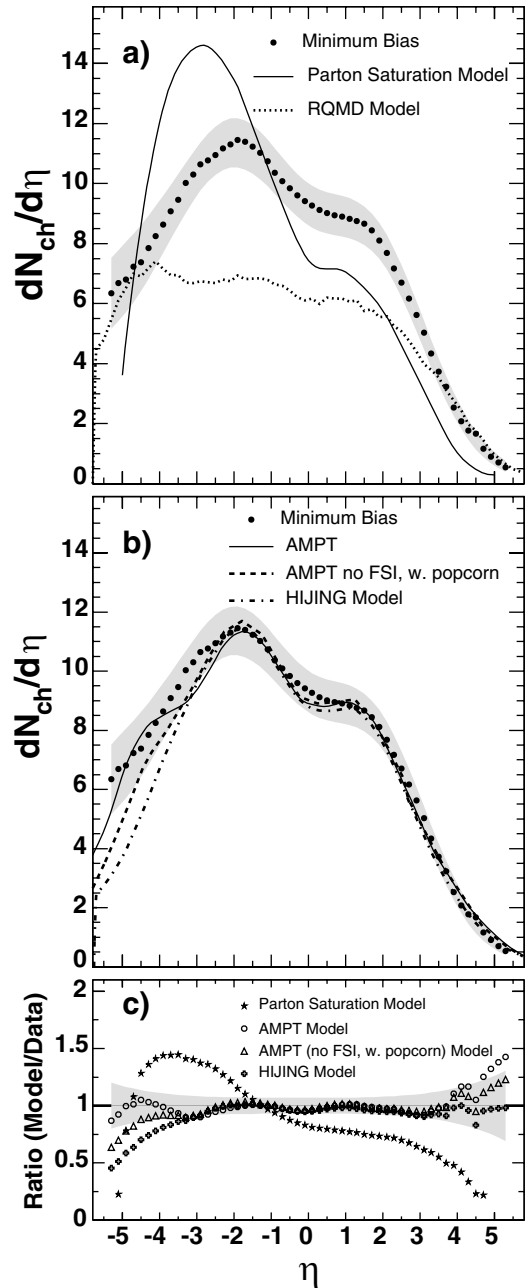 a)
Minimum Bias
Parton Saturation Model
RQMD Model
dN_ch/dη
14
12
10
8
6
4
2
0
b)
Minimum Bias
AMPT
AMPT no FSI, w. popcorn
HIJING Model
dN_ch/dη
14
12
10
8
6
4
2
0
c)
Parton Saturation Model
AMPT Model
AMPT (no FSI, w. popcorn) Model
HIJING Model
Ratio (Model/Data)
2
1.5
1
0.5
0
-5 -4 -3 -2 -1 0 1 2 3 4 5
η